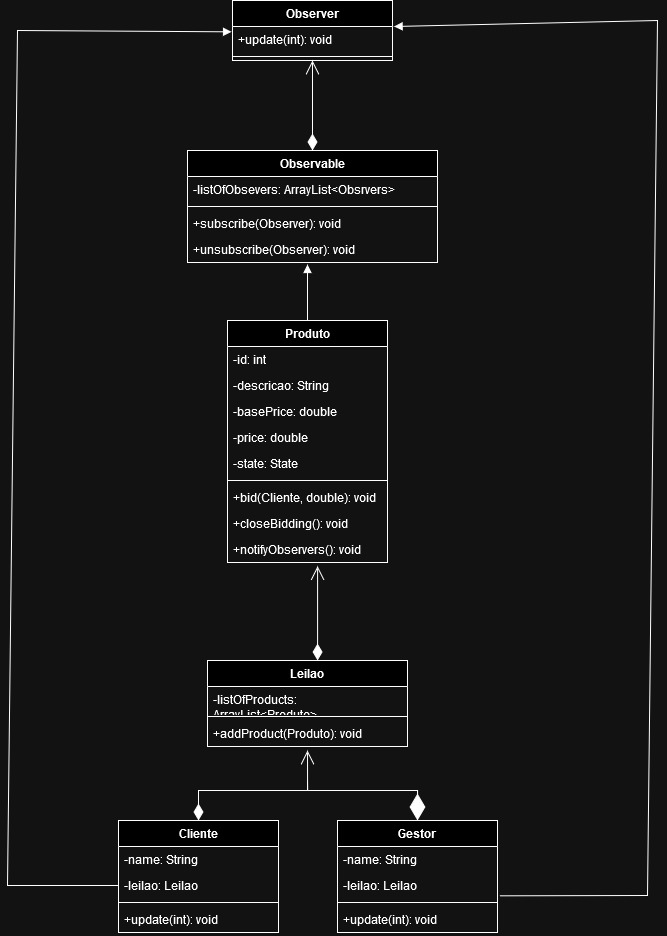 Observer
+update(int): void
Observable
-listOfObsevers: ArrayList<Obsrvers>
+subscribe(Observer): void
+unsubscribe(Observer): void
Produto
-id: int
-descricao: String
-basePrice: double
-price: double
-state: State
+bid(Cliente, double): void
+closeBidding(): void
+notifyObservers(): void
Leilao
-listOfProducts:
ArrayList<Produto>
+addProduct(Produto): void
Cliente
-name: String
-leilao: Leilao
+update(int): void
Gestor
-name: String
-leilao: Leilao
+update(int): void